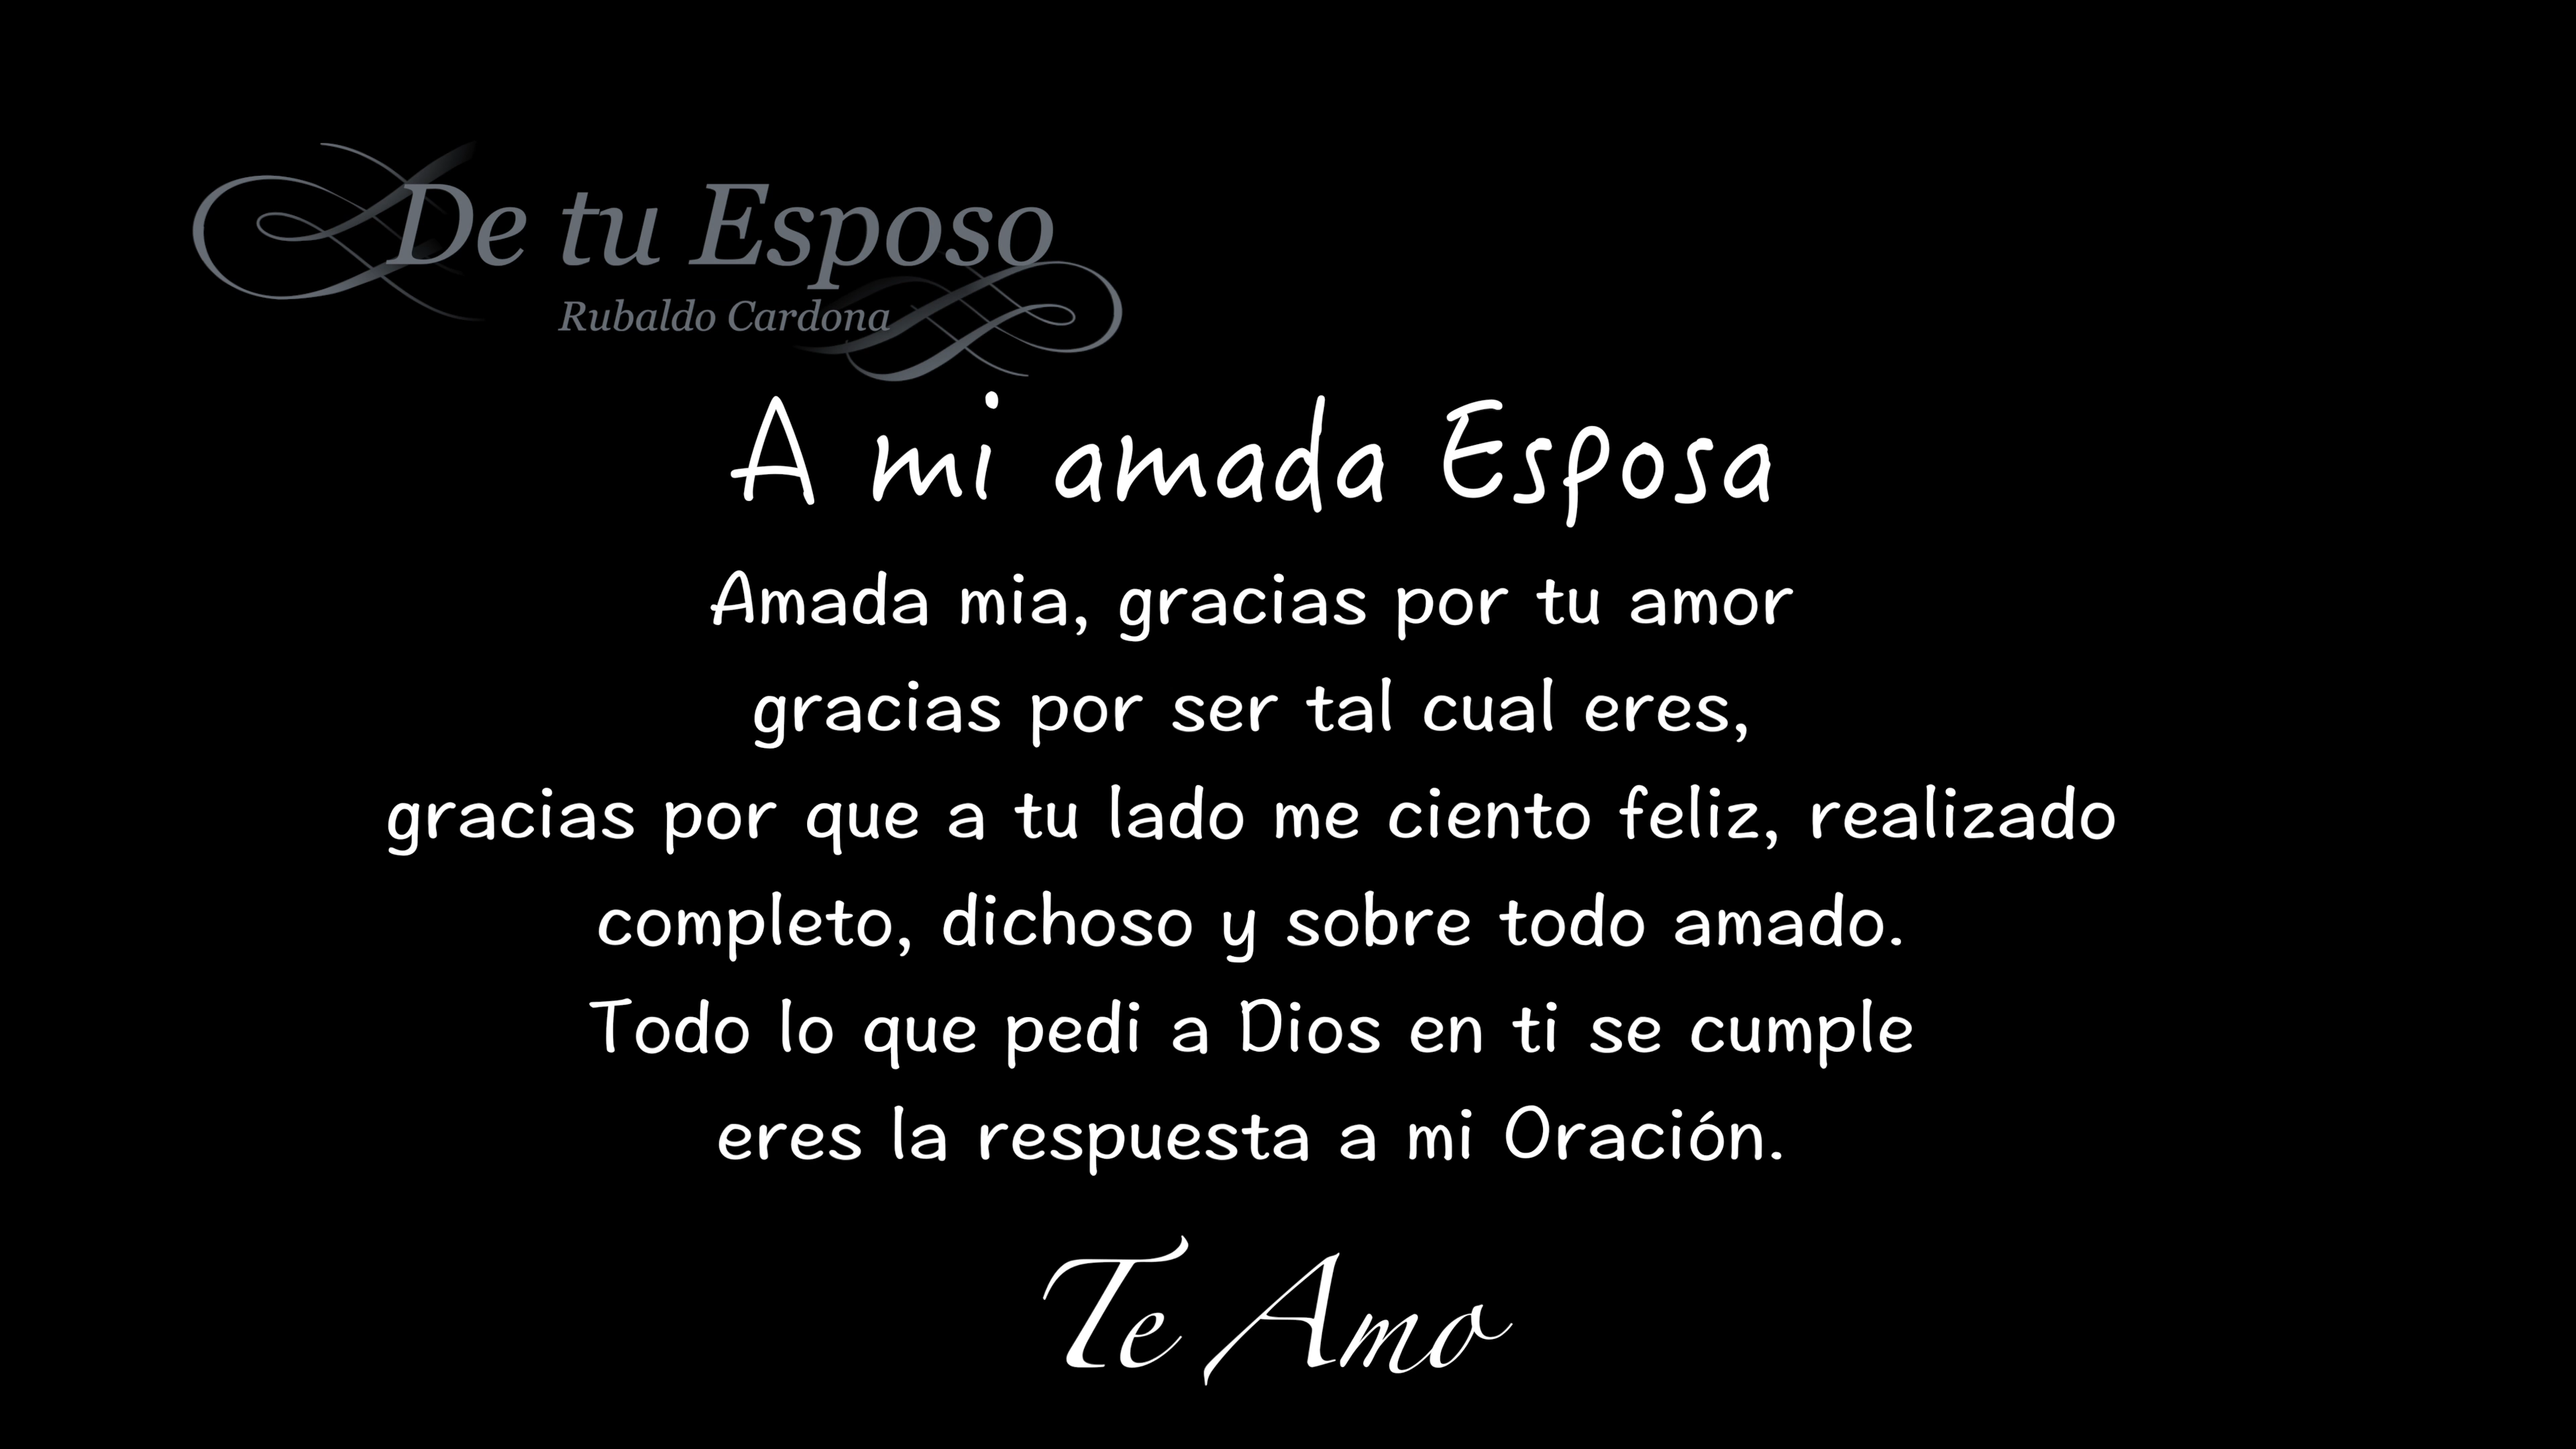 De tu Esposo
Rubaldo Cardona
A mi amada Esposa
Amada mia, gracias por tu amor
gracias por ser tal cual eres,
gracias por que a tu lado me ciento feliz, realizado
completo, dichoso y sobre todo amado.
Todo lo que pedi a Dios en ti se cumple
eres la respuesta a mi Oración.
Te Amo